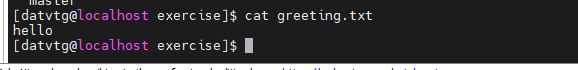 master
[datvtg@localhost exercise]$ cat greeting.txt
hello
[datvtg@localhost exercise]$